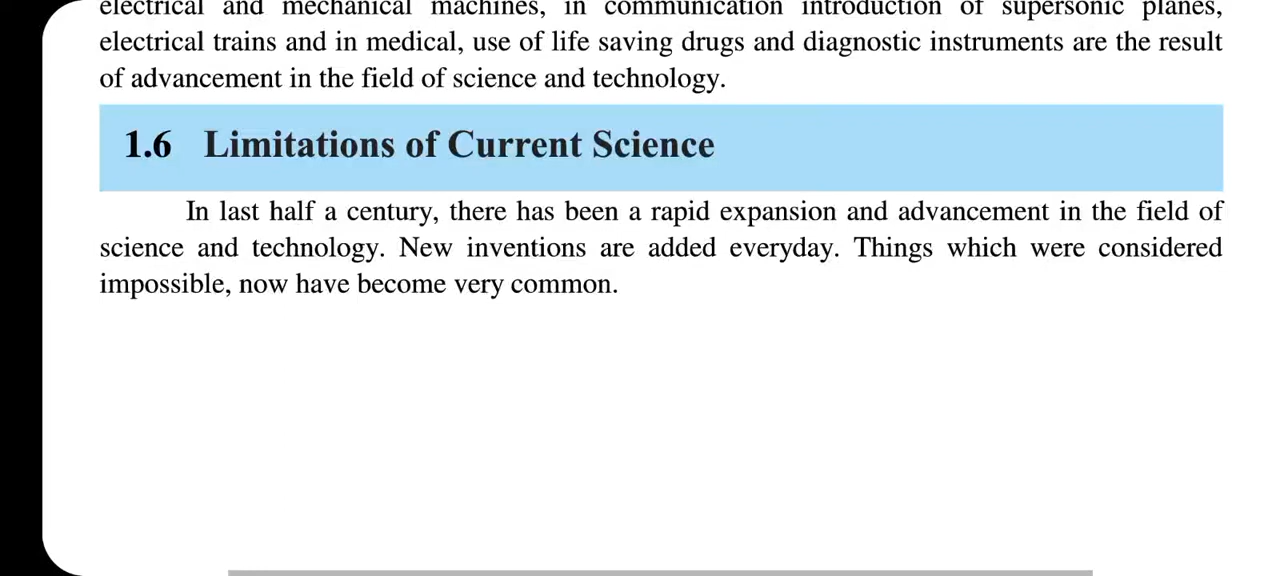 electrical and mechanical machines, in communication introduction of supersonic planes,
electrical trains and in medical, use of life saving drugs and diagnostic instruments are the result
of advancement in the field of science and technology.
1.6 Limitations of Current Science
In last half a century, there has been a rapid expansion and advancement in the field of
science and technology. New inventions are added everyday. Things which were considered
impossible, now have become very common.